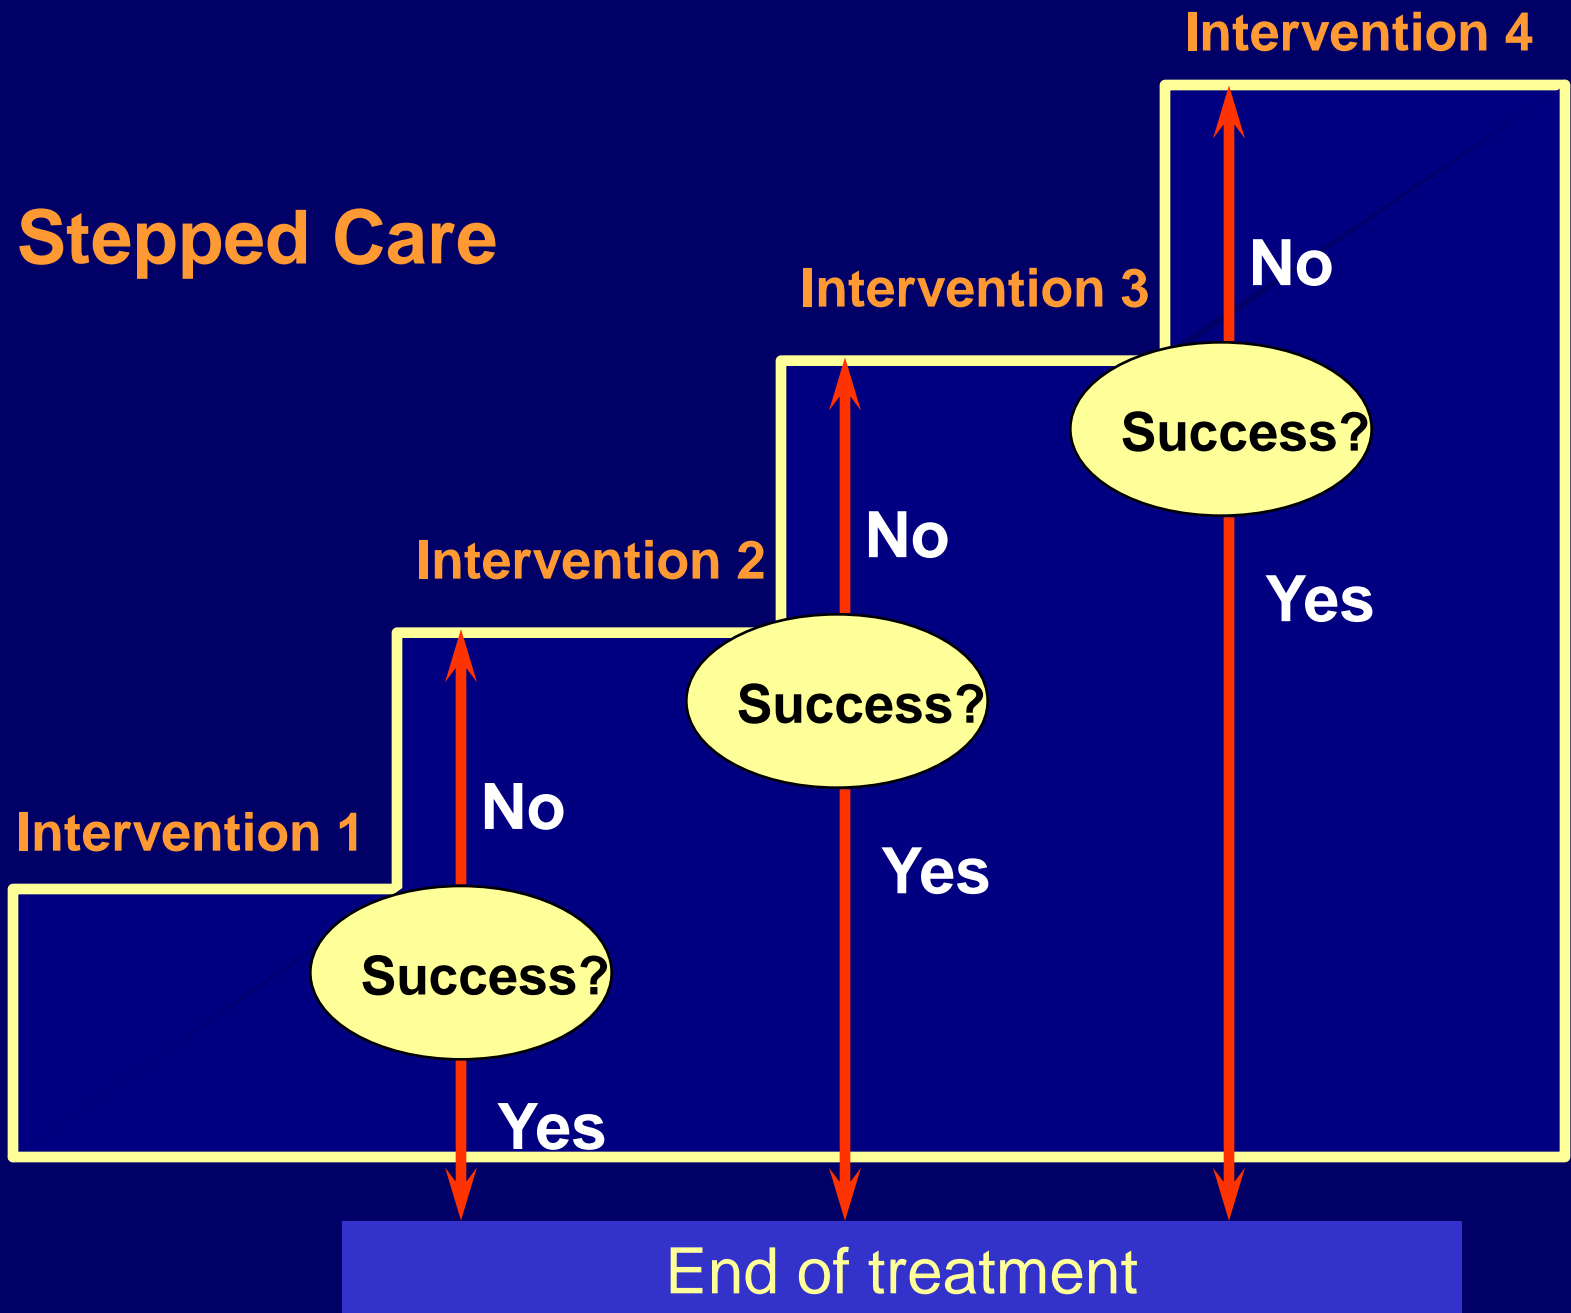 Intervention 4
Stepped Care
No
Intervention 3
Success?
No
Intervention 2
Yes
Success?
No
Intervention 1
Yes
Success?
Yes
End of treatment